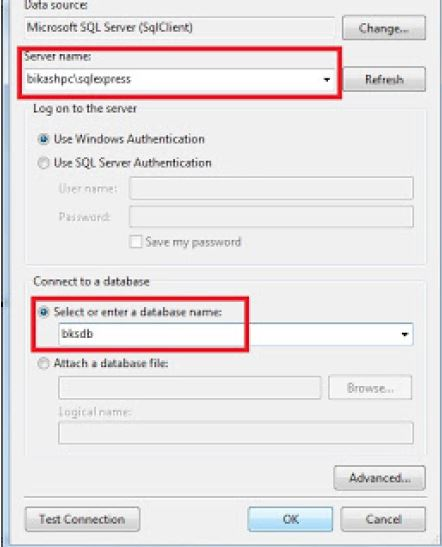 Data source:
Microsoft SQL Server (SqlClient)
Change...
Server name:
bikashpc\sqlexpress
Refresh
Log on to the server
Use Windows Authentication
Use SQL Server Authentication
User name:
Password:
Save my password
Connect to a database
Select or enter a database name:
bksdb
Attach a database file:
Browse...
Logical name:
Advanced...
Test Connection
OK
Cancel